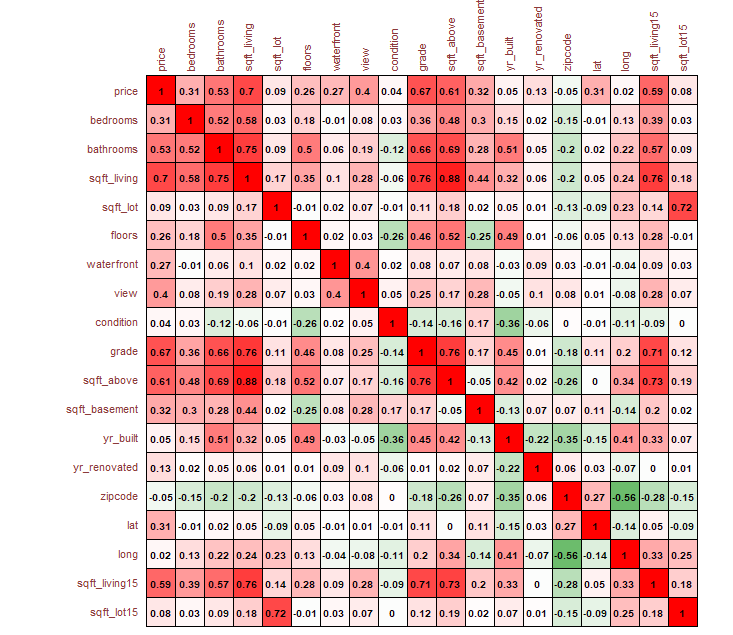 price bedrooms bathrooms sqft_living sqft_lot floors waterfront view condition grade sqft_above sqft_basement yr_built yr_renovated zipcode lat long sqft_living15 sqft_lot15
price 1 0.31 0.53 0.7 0.09 0.26 0.27 0.4 0.04 0.67 0.61 0.32 0.05 0.13 -0.05 0.31 0.02 0.59 0.08
bedrooms 0.31 1 0.52 0.58 0.03 0.18 -0.01 0.08 0.03 0.36 0.48 0.3 0.15 0.02 -0.15 -0.01 0.13 0.39 0.03
bathrooms 0.53 0.52 1 0.75 0.09 0.5 0.06 0.19 -0.12 0.66 0.69 0.28 0.51 0.05 -0.2 0.02 0.22 0.57 0.09
sqft_living 0.7 0.58 0.75 1 0.17 0.35 0.1 0.28 -0.06 0.76 0.88 0.44 0.32 0.06 -0.2 0.05 0.24 0.76 0.18
sqft_lot 0.09 0.03 0.09 0.17 1 -0.01 0.02 0.07 -0.01 0.11 0.18 0.02 0.05 0.01 -0.13 -0.09 0.23 0.14 0.72
floors 0.26 0.18 0.5 0.35 -0.01 1 0.02 0.03 -0.26 0.46 0.52 -0.25 0.49 0.01 -0.06 0.05 0.13 0.28 -0.01
waterfront 0.27 -0.01 0.06 0.1 0.02 0.02 1 0.4 0.02 0.08 0.07 0.08 -0.03 0.09 0.03 -0.01 -0.04 0.09 0.03
view 0.4 0.08 0.19 0.28 0.07 0.03 0.4 1 0.05 0.25 0.17 0.28 -0.05 0.1 0.08 0.01 -0.08 0.28 0.07
condition 0.04 0.03 -0.12 -0.06 -0.01 -0.26 0.02 0.05 1 -0.14 -0.16 0.17 -0.36 -0.06 0 -0.01 -0.11 -0.09 0
grade 0.67 0.36 0.66 0.76 0.11 0.46 0.08 0.25 -0.14 1 0.76 0.17 0.45 0.01 -0.18 0.11 0.2 0.71 0.12
sqft_above 0.61 0.48 0.69 0.88 0.18 0.52 0.07 0.17 -0.16 0.76 1 -0.05 0.42 0.02 -0.26 0 0.34 0.73 0.19
sqft_basement 0.32 0.3 0.28 0.44 0.02 -0.25 0.08 0.28 0.17 0.17 -0.05 1 -0.13 0.07 0.07 0.11 -0.14 0.2 0.02
yr_built 0.05 0.15 0.51 0.32 0.05 0.49 -0.03 -0.05 -0.36 0.45 0.42 -0.13 1 -0.22 -0.35 -0.15 0.41 0.33 0.07
yr_renovated 0.13 0.02 0.05 0.06 0.01 0.01 0.09 0.1 -0.06 0.01 0.02 0.07 -0.22 1 0.06 0.03 -0.07 0 0.01
zipcode -0.05 -0.15 -0.2 -0.2 -0.13 -0.06 0.03 0.08 0 -0.18 -0.26 0.07 -0.35 0.06 1 0.27 -0.56 -0.28 -0.15
lat 0.31 -0.01 0.02 0.05 -0.09 0.05 -0.01 0.01 -0.01 0.11 0 0.11 -0.15 0.03 0.27 1 -0.14 0.05 -0.09
long 0.02 0.13 0.22 0.24 0.23 0.13 -0.04 -0.08 -0.11 0.2 0.34 -0.14 0.41 -0.07 -0.56 -0.14 1 0.33 0.25
sqft_living15 0.59 0.39 0.57 0.76 0.14 0.28 0.09 0.28 -0.09 0.71 0.73 0.2 0.33 0 -0.28 0.05 0.33 1 0.18
sqft_lot15 0.08 0.03 0.09 0.18 0.72 -0.01 0.03 0.07 0 0.12 0.19 0.02 0.07 0.01 -0.15 -0.09 0.25 0.18 1